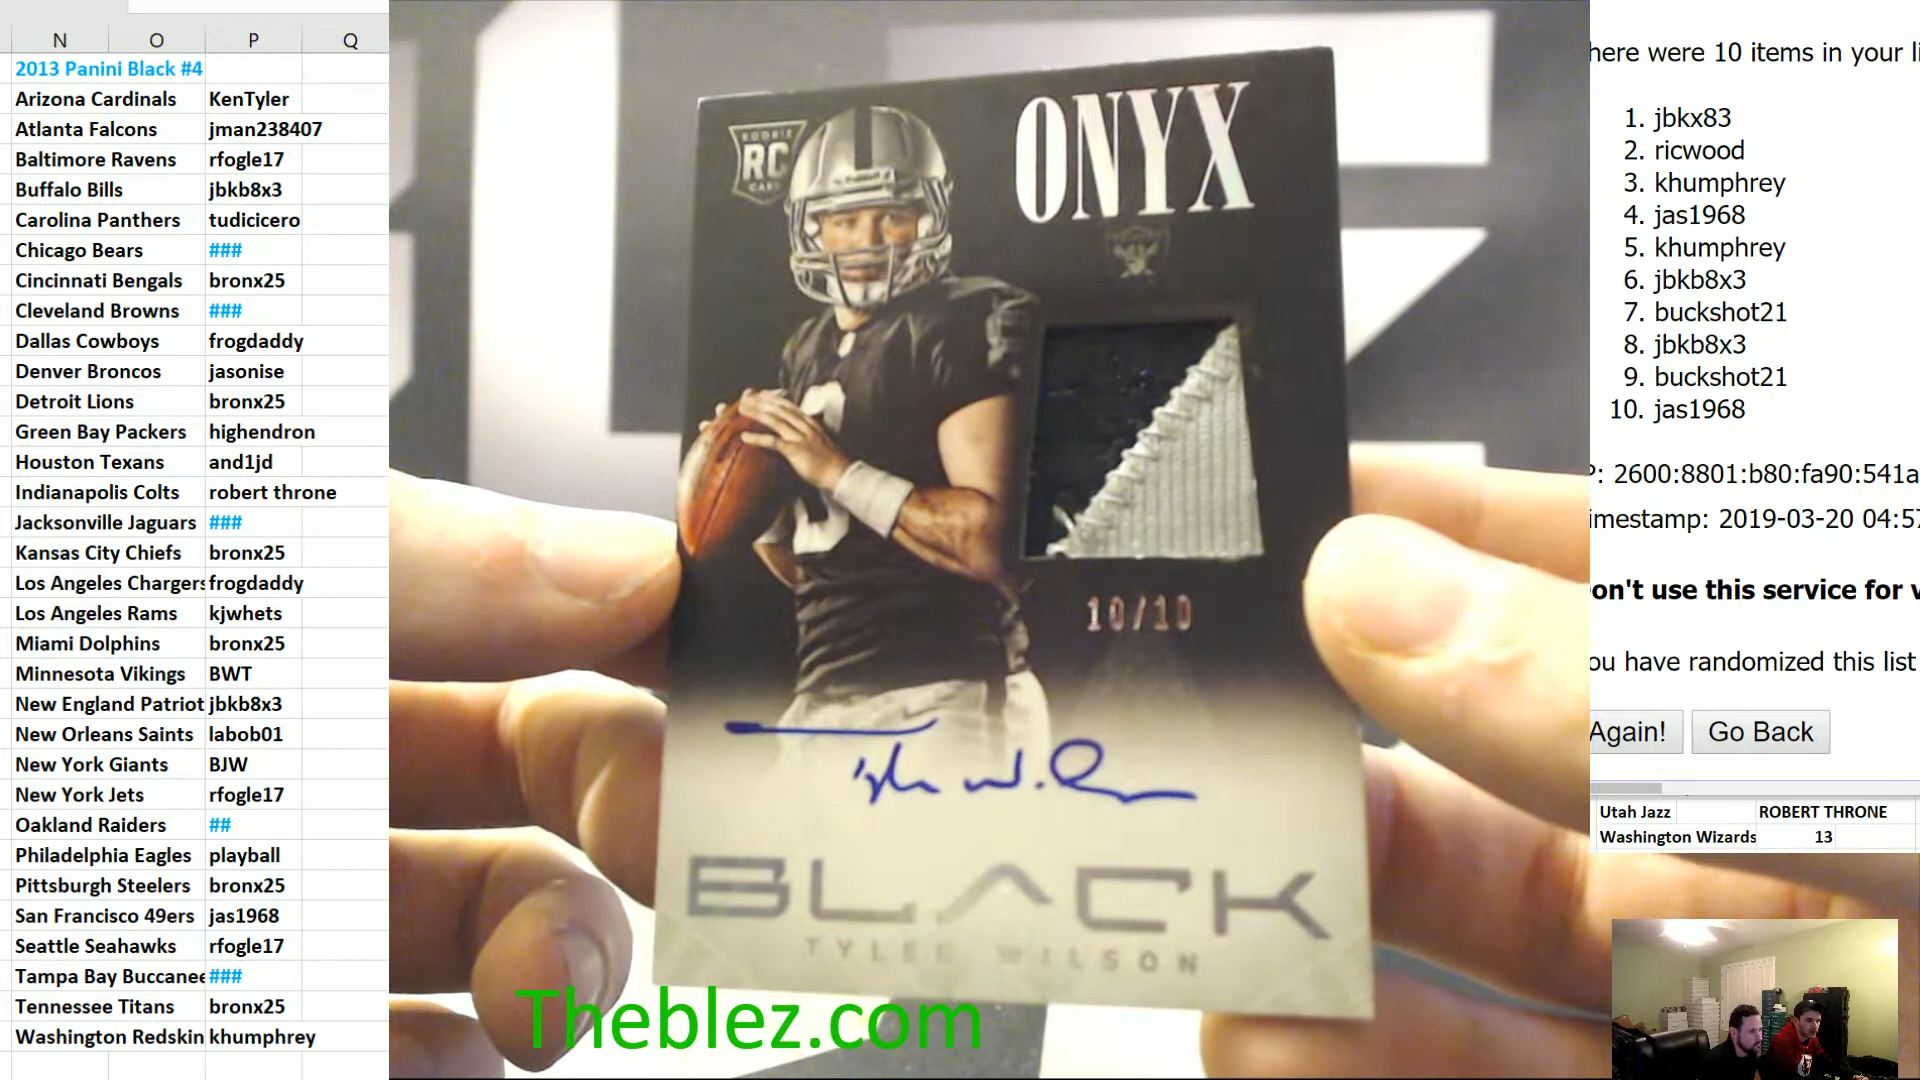 N O P Q
2013 Panini Black #4
Arizona Cardinals KenTyler
Atlanta Falcons jman238407
Baltimore Ravens rfogle17
Buffalo Bills jbkb8x3
Carolina Panthers tudicicero
Chicago Bears ###
Cincinnati Bengals bronx25
Cleveland Browns ###
Dallas Cowboys frogdaddy
Denver Broncos jasonise
Detroit Lions bronx25
Green Bay Packers highendron
Houston Texans and1jd
Indianapolis Colts robert throne
Jacksonville Jaguars ###
Kansas City Chiefs bronx25
Los Angeles Chargers frogdaddy
Los Angeles Rams kjwhets
Miami Dolphins bronx25
Minnesota Vikings BWT
New England Patriot jbkb8x3
New Orleans Saints labob01
New York Giants BJW
New York Jets rfogle17
Oakland Raiders ##
Philadelphia Eagles playball
Pittsburgh Steelers bronx25
San Francisco 49ers jas1968
Seattle Seahawks rfogle17
Tampa Bay Buccanee ###
Tennessee Titans bronx25
Washington Redskin khumphrey
ROOKIE
RC
CARD
ONYX
10/10
Tyler Wilson
BLACK
TYLER WILSON
Theblez.com
here were 10 items in your li
1. jbkx83
2. ricwood
3. khumphrey
4. jas1968
5. khumphrey
6. jbkb8x3
7. buckshot21
8. jbkb8x3
9. buckshot21
10. jas1968
P: 2600:8801:b80:fa90:541a
imestamp: 2019-03-20 04:57
on't use this service for v
ou have randomized this list
Again! Go Back
Utah Jazz ROBERT THRONE
Washington Wizards 13